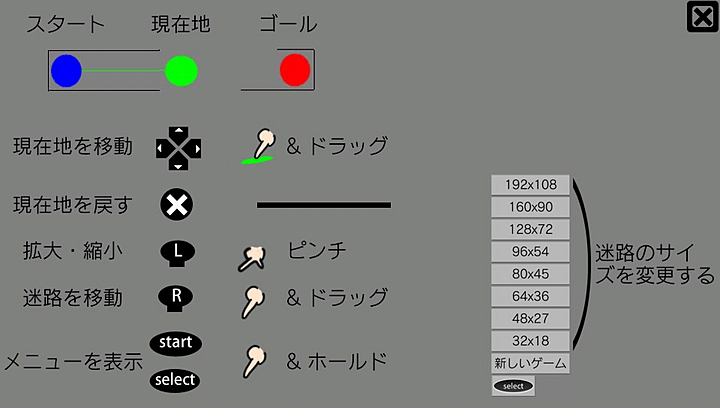 スタート 現在地 ゴール
現在地を移動 & ドラッグ
現在地を戻す
拡大・縮小 L ピンチ
迷路を移動 R & ドラッグ
メニューを表示 start select & ホールド
192x108
160x90
128x72
96x54
80x45
64x36
48x27
32x18
新しいゲーム
select
迷路のサイ
ズを変更する